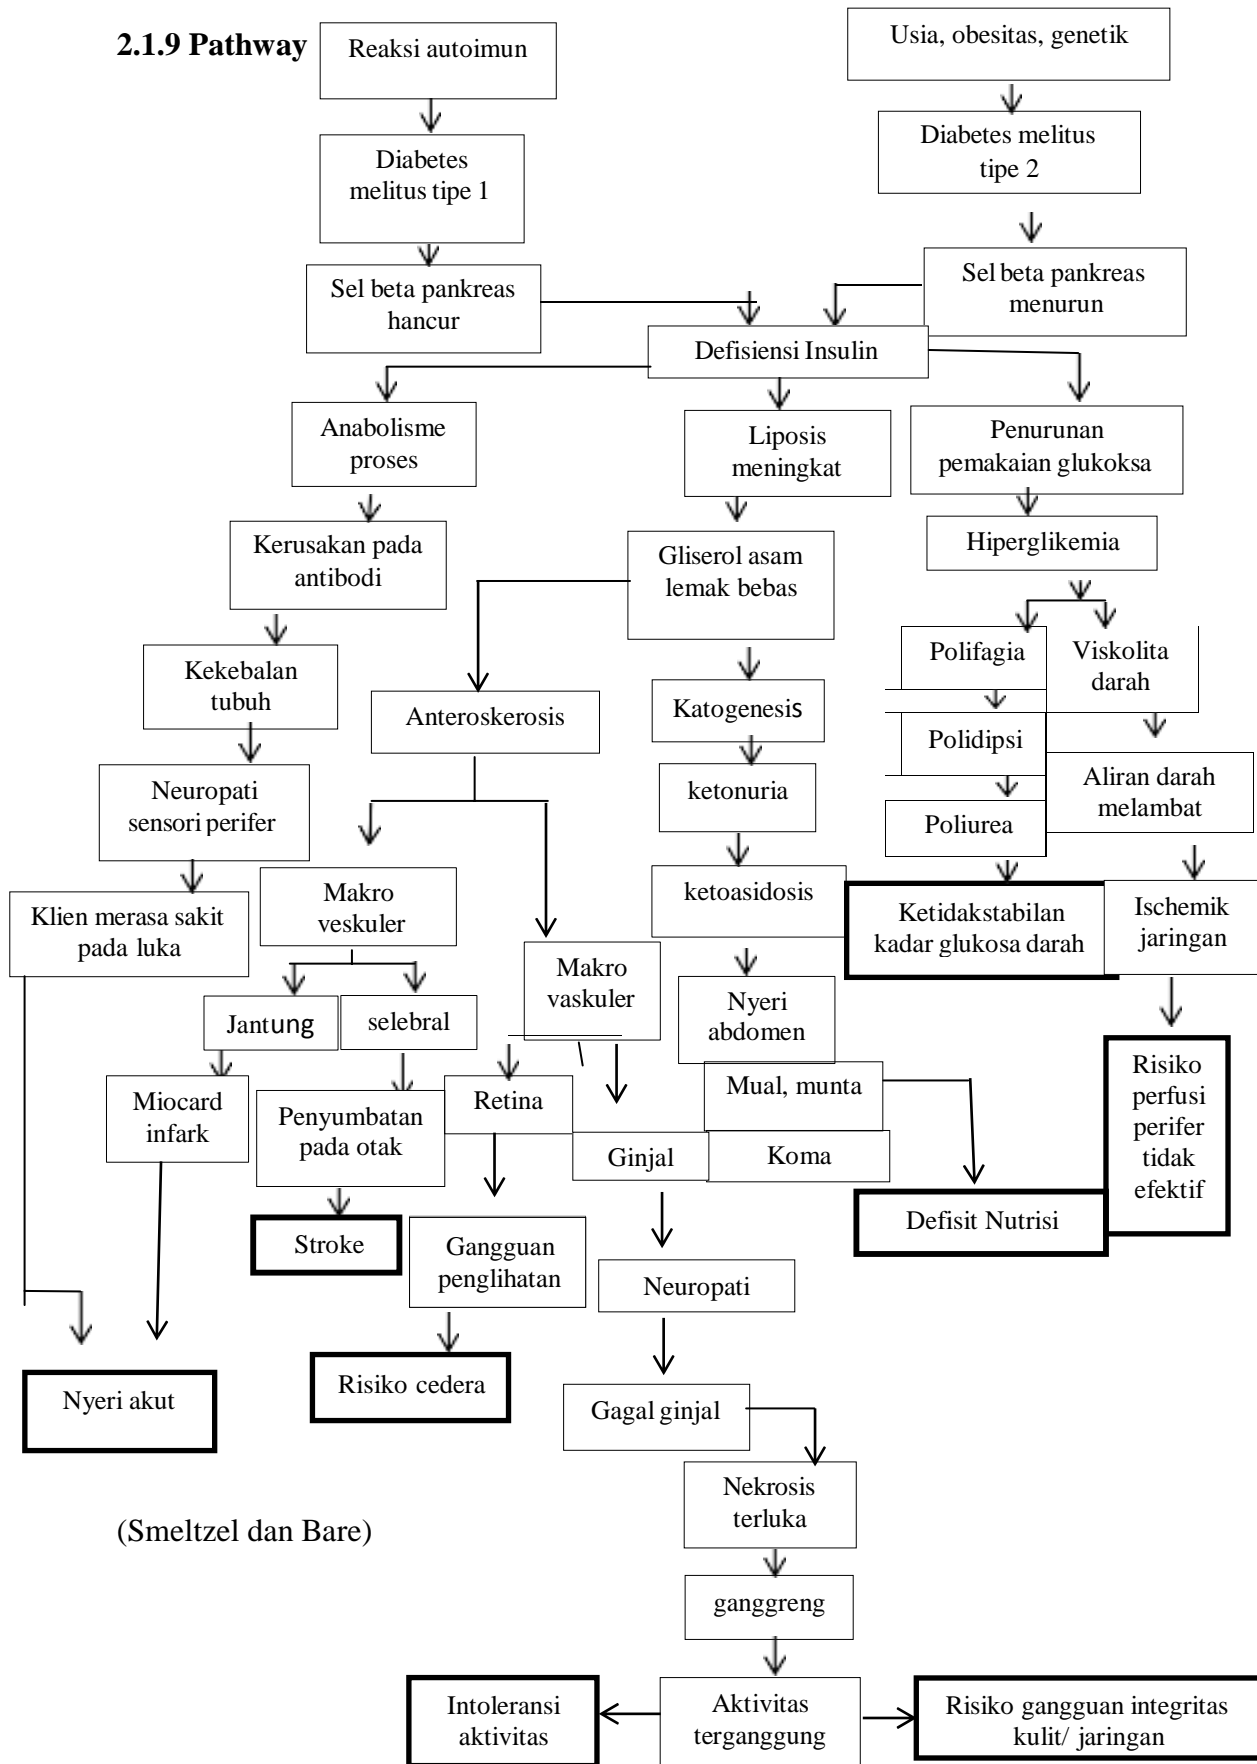 2.1.9 Pathway
Reaksi autoimun
Usia, obesitas, genetik
Diabetes
melitus tipe 1
Diabetes melitus
tipe 2
Sel beta pankreas
hancur
Sel beta pankreas
menurun
Defisiensi Insulin
Anabolisme
proses
Liposis
meningkat
Penurunan
pemakaian glukoksa
Kerusakan pada
antibodi
Gliserol asam
lemak bebas
Hiperglikemia
Kekebalan
tubuh
Anteroskerosis
Katogenesis
Polifagia
Viskolita
darah
Polidipsi
Neuropati
sensori perifer
ketonuria
Poliurea
Aliran darah
melambat
Klien merasa sakit
pada luka
Makro
veskuler
Makro
vaskuler
ketoasidosis
Ketidakstabilan
kadar glukosa darah
Ischemik
jaringan
Jantung
selebral
Nyeri
abdomen
Miocard
infark
Penyumbatan
pada otak
Retina
Ginjal
Mual, munta
Koma
Risiko
perfusi
perifer
tidak
efektif
Defisit Nutrisi
Stroke
Gangguan
penglihatan
Neuropati
Nyeri akut
Risiko cedera
Gagal ginjal
Nekrosis
terluka
(Smeltzel dan Bare)
ganggreng
Intoleransi
aktivitas
Aktivitas
terganggung
Risiko gangguan integritas
kulit/ jaringan